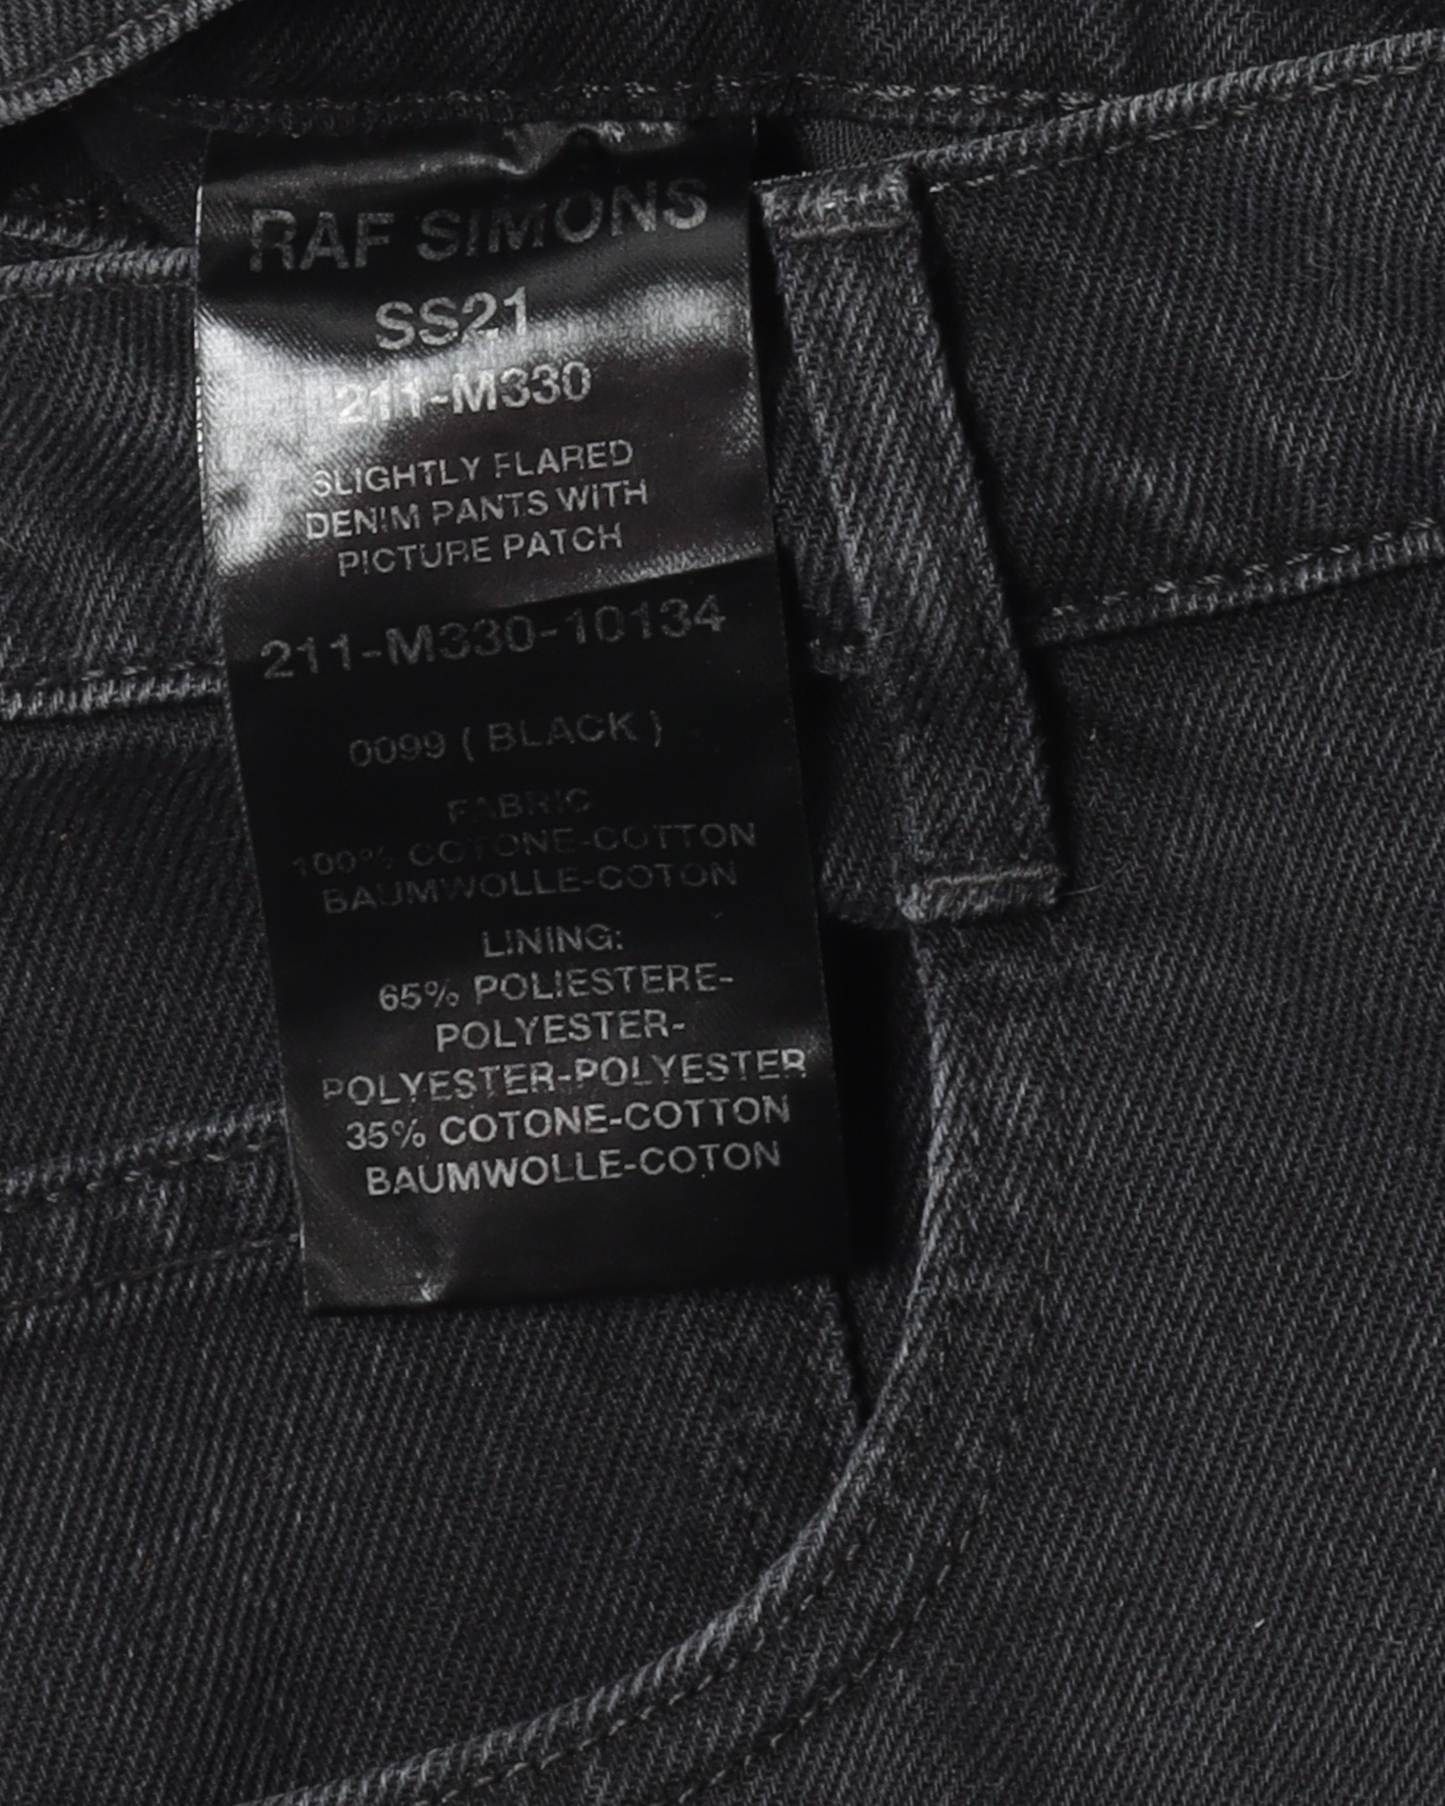 RAF SIMONS
SS21
211-M330
SLIGHTLY FLARED
DENIM PANTS WITH
PICTURE PATCH
211-M330-10134
0099 ( BLACK )
FABRIC
100% COTONE-COTTON
BAUMWOLLE-COTON
LINING:
65% POLIESTERE-
POLYESTER-
POLYESTER-POLYESTER
35% COTONE-COTTON
BAUMWOLLE-COTON